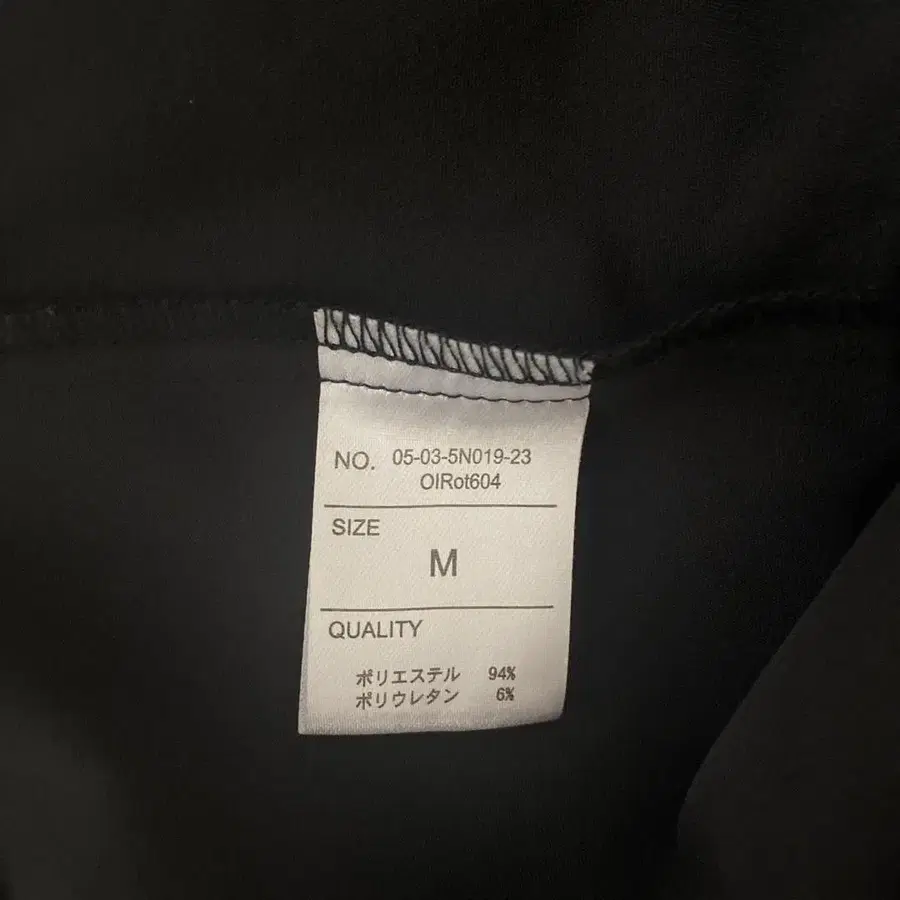 NO. 05-03-5N019-23
OIRot604
SIZE
M
QUALITY
ポリエステル 94%
ポリウレタン 6%